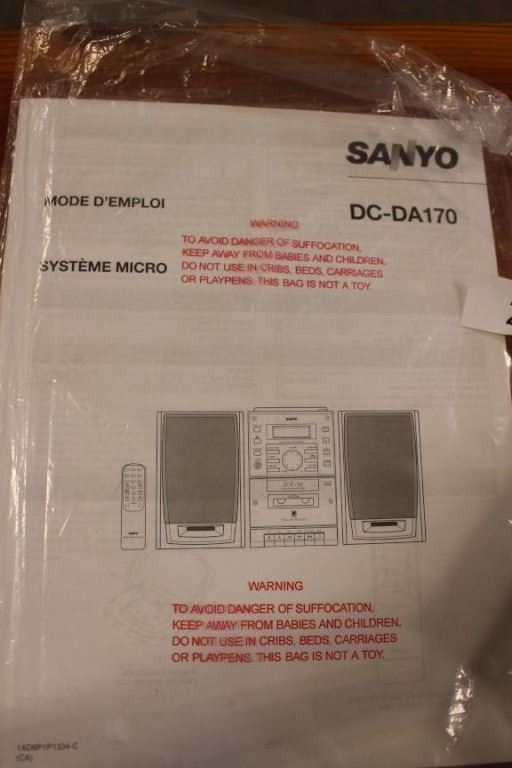 SANYO
MODE D'EMPLOI
DC-DA170
WARNING
TO AVOID DANGER OF SUFFOCATION,
KEEP AWAY FROM BABIES AND CHILDREN.
DO NOT USE IN CRIBS, BEDS, CARRIAGES
OR PLAYPENS. THIS BAG IS NOT A TOY.
SYSTÈME MICRO
WARNING
TO AVOID DANGER OF SUFFOCATION,
KEEP AWAY FROM BABIES AND CHILDREN.
DO NOT USE IN CRIBS, BEDS, CARRIAGES
OR PLAYPENS. THIS BAG IS NOT A TOY.
1AD6P1P1334-C
(CA)